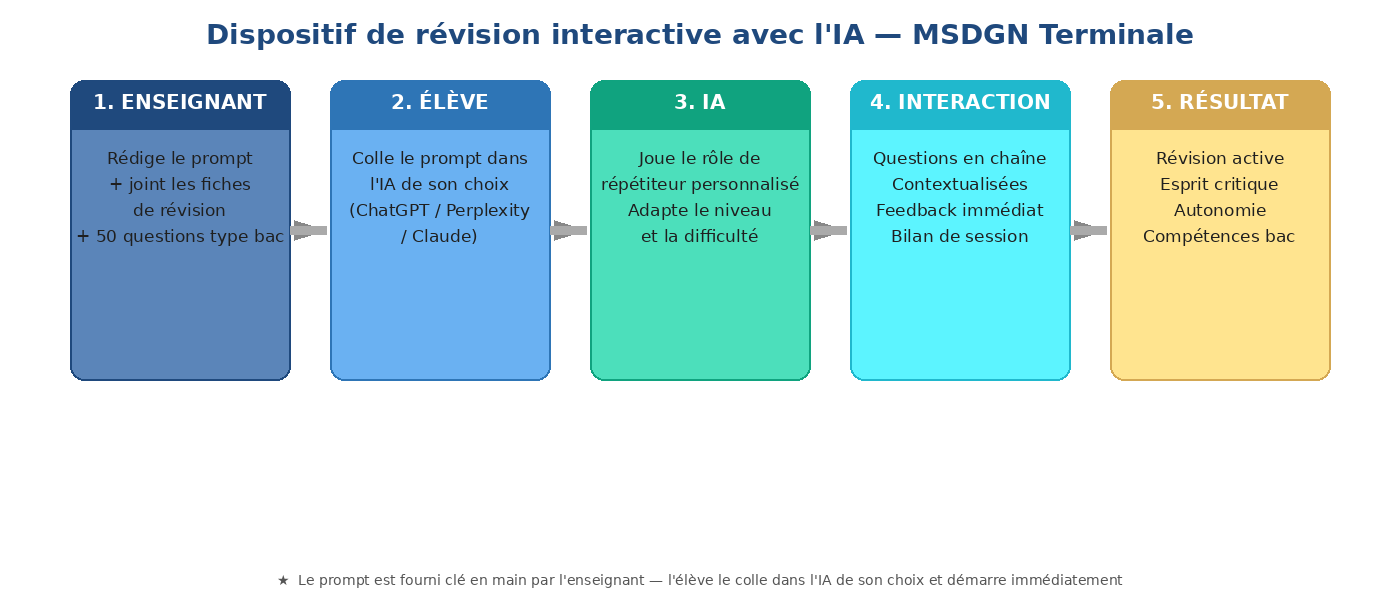 Dispositif de révision interactive avec l'IA — MSDGN Terminale
1. ENSEIGNANT
Rédige le prompt
+ joint les fiches
de révision
+ 50 questions type bac
2. ÉLÈVE
Colle le prompt dans
l'IA de son choix
(ChatGPT / Perplexity
/ Claude)
3. IA
Joue le rôle de
répétiteur personnalisé
Adapte le niveau
et la difficulté
4. INTERACTION
Questions en chaîne
Contextualisées
Feedback immédiat
Bilan de session
5. RÉSULTAT
Révision active
Esprit critique
Autonomie
Compétences bac
★ Le prompt est fourni clé en main par l'enseignant — l'élève le colle dans l'IA de son choix et démarre immédiatement